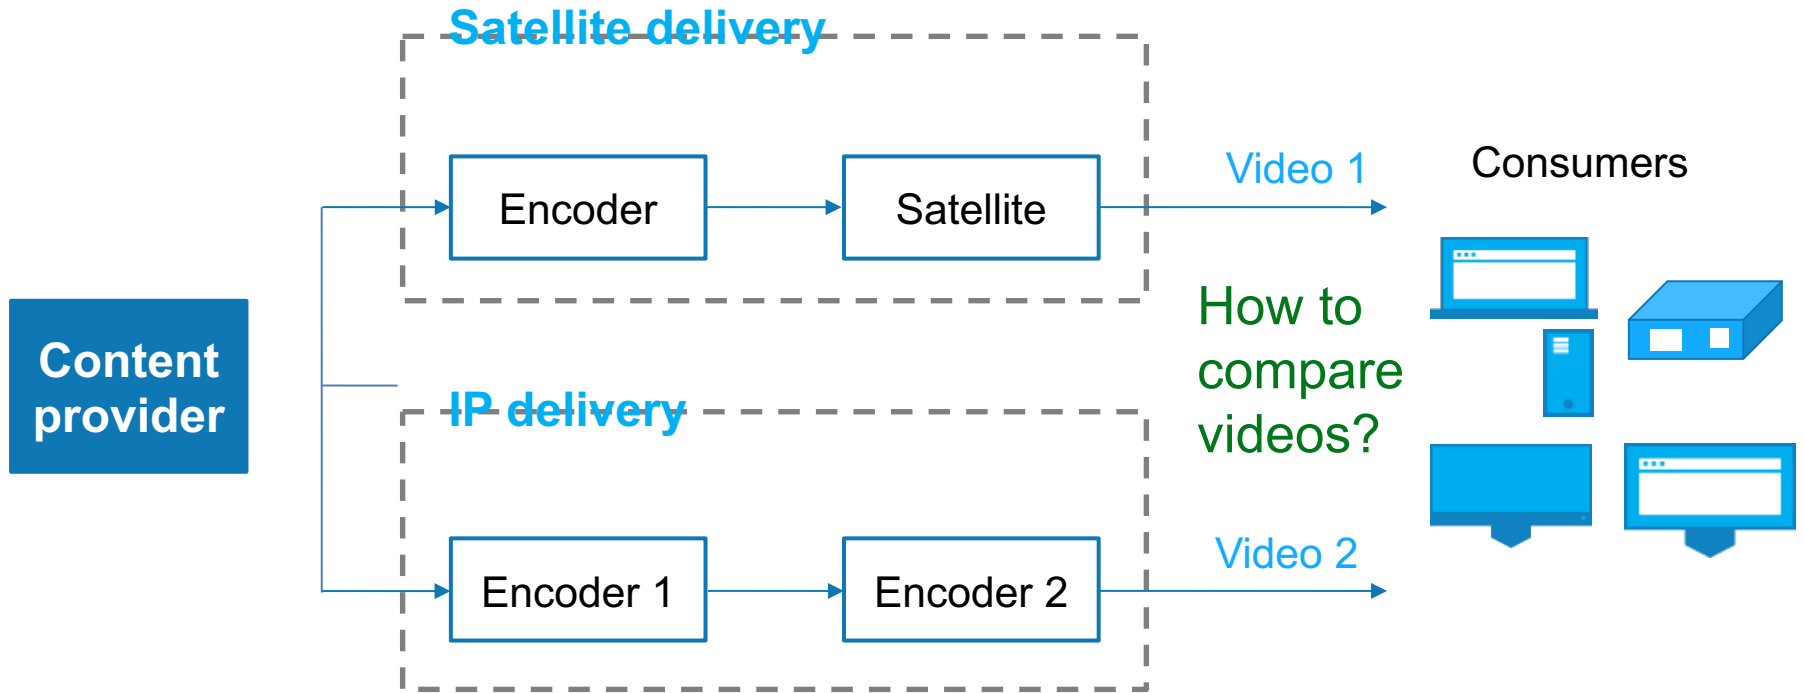 Satellite delivery
Encoder
Satellite
Video 1
Consumers
Content
provider
How to
compare
videos?
IP delivery
Encoder 1
Encoder 2
Video 2